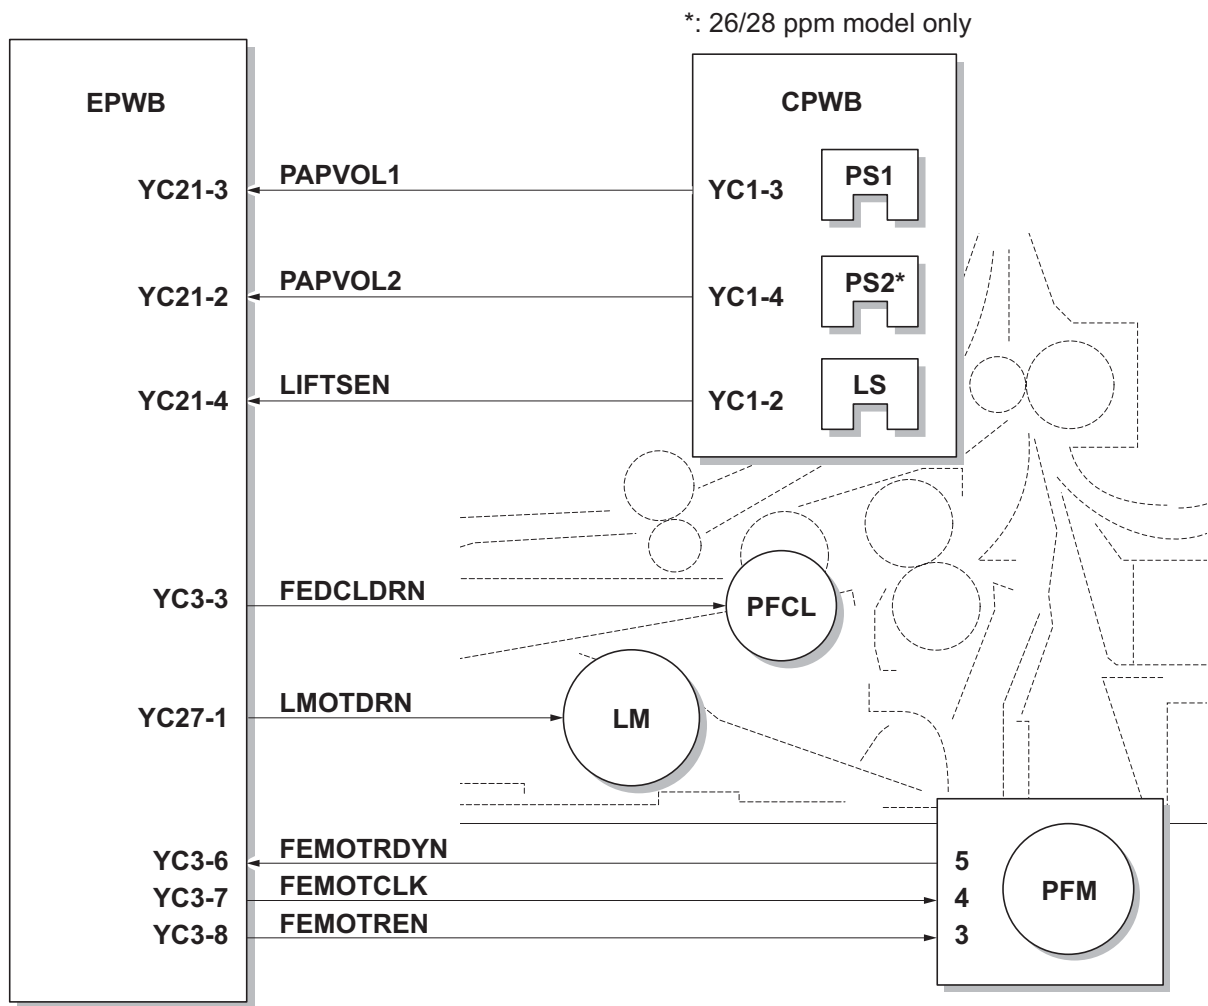 *: 26/28 ppm model only
EPWB
CPWB
YC21-3 PAPVOL1 YC1-3 PS1
YC21-2 PAPVOL2 YC1-4 PS2*
YC21-4 LIFTSEN YC1-2 LS
YC3-3 FEDCLDRN PFCL
YC27-1 LMOTDRN LM
YC3-6 FEMOTRDYN 5
YC3-7 FEMOTCLK 4 PFM
YC3-8 FEMOTREN 3